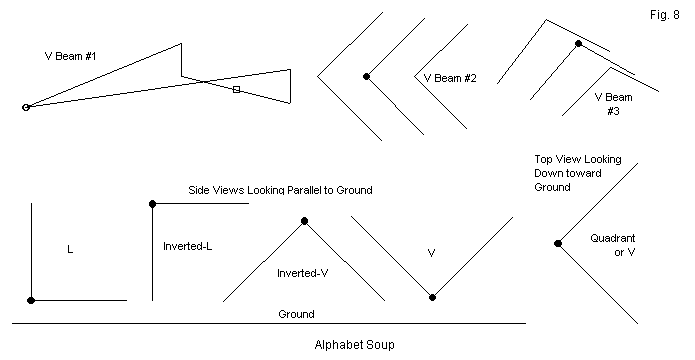 Fig. 8
V Beam #1
V Beam #2
V Beam
#3
Top View Looking
Down toward
Ground
Side Views Looking Parallel to Ground
L
Inverted-L
Inverted-V
V
Quadrant
or V
Ground
Alphabet Soup